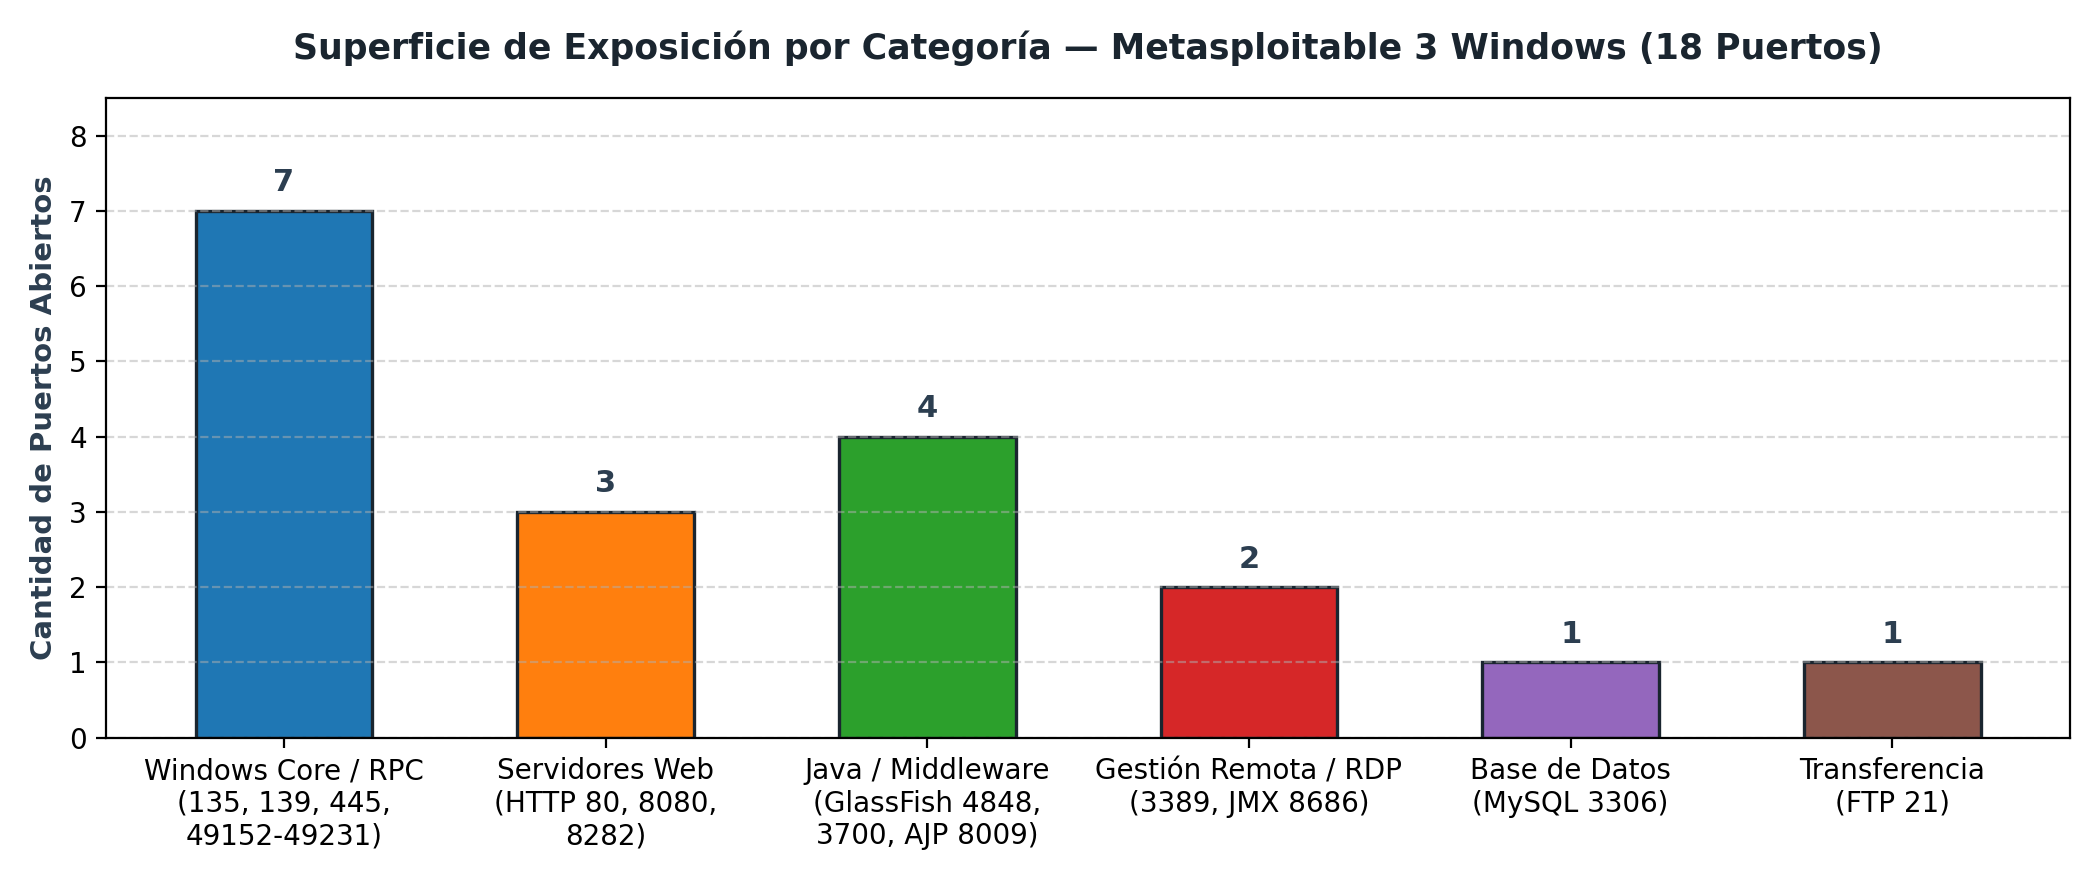 Superficie de Exposición por Categoría — Metasploitable 3 Windows (18 Puertos)
Cantidad de Puertos Abiertos
8
7
6
5
4
3
2
1
0
7
3
4
2
1
1
Windows Core / RPC
(135, 139, 445,
49152-49231)
Servidores Web
(HTTP 80, 8080,
8282)
Java / Middleware
(GlassFish 4848,
3700, AJP 8009)
Gestión Remota / RDP
(3389, JMX 8686)
Base de Datos
(MySQL 3306)
Transferencia
(FTP 21)